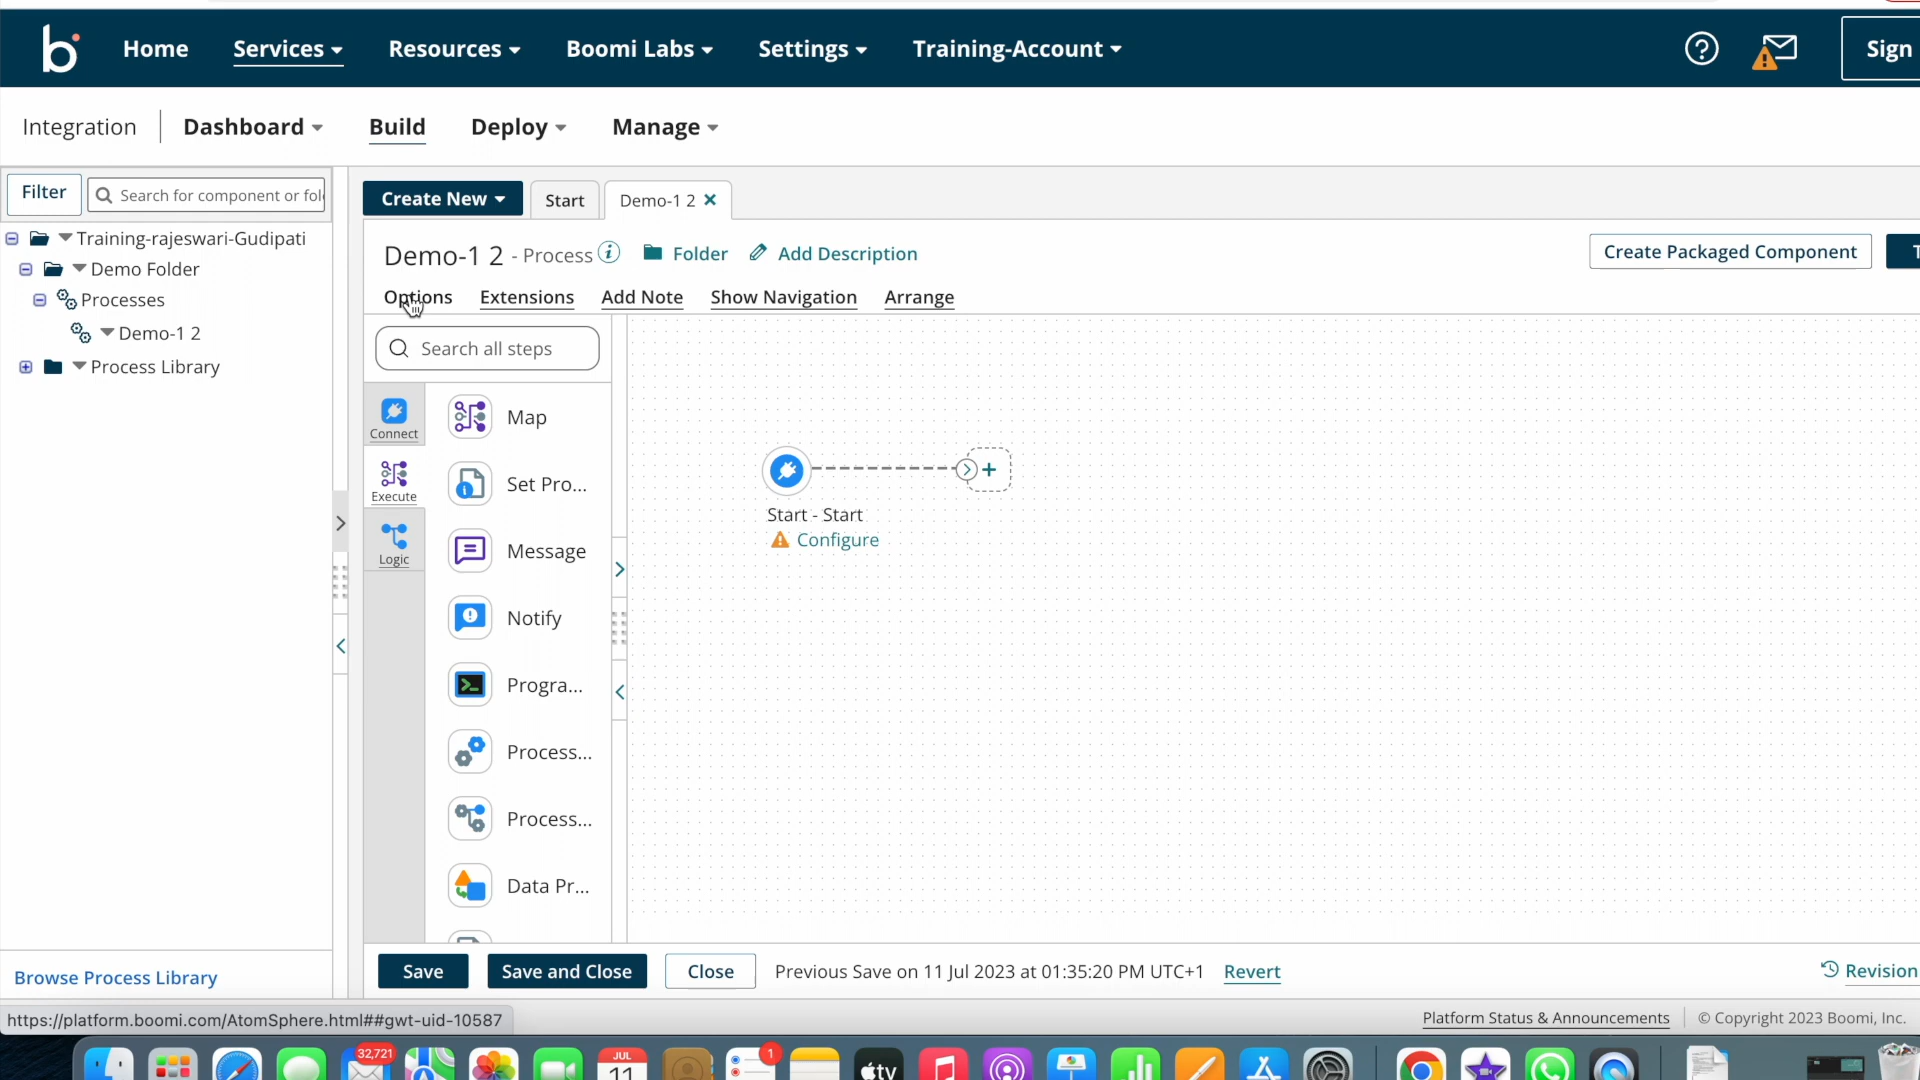 b Home Services Resources Boomi Labs Settings Training-Account ? Sign
Integration Dashboard Build Deploy Manage
Filter Search for component or fol
Create New Start Demo-1 2
Training-rajeswari-Gudipati
Demo Folder
Processes
Demo-1 2
Process Library
Demo-1 2 - Process i Folder Add Description Create Packaged Component T
Options Extensions Add Note Show Navigation Arrange
Search all steps
Connect
Execute
Logic
Map
Set Pro...
Message
Notify
Progra...
Process...
Process...
Data Pr...
Start - Start
Configure
Browse Process Library
Save Save and Close Close Previous Save on 11 Jul 2023 at 01:35:20 PM UTC+1 Revert Revision
https://platform.boomi.com/AtomSphere.html##gwt-uid-10587
Platform Status & Announcements © Copyright 2023 Boomi, Inc.
32,721 JUL 1
11 tv